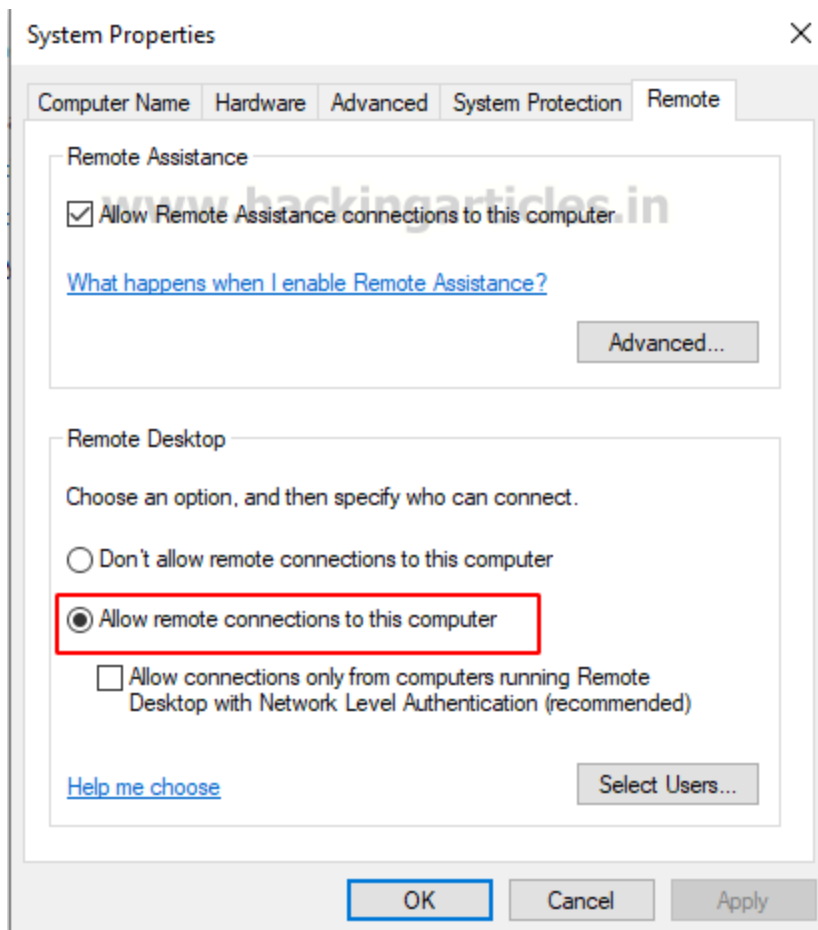 System Properties
Computer Name Hardware Advanced System Protection Remote
Remote Assistance
www.hackingarticles.in
Allow Remote Assistance connections to this computer
What happens when I enable Remote Assistance?
Advanced...
Remote Desktop
Choose an option, and then specify who can connect.
Don't allow remote connections to this computer
Allow remote connections to this computer
Allow connections only from computers running Remote
Desktop with Network Level Authentication (recommended)
Help me choose
Select Users...
OK Cancel Apply